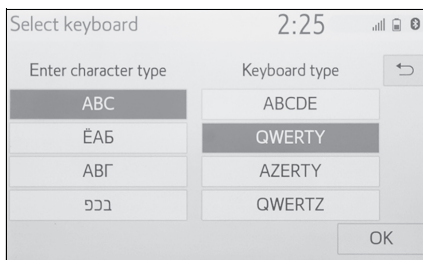 Select keyboard 2:25
Enter character type Keyboard type
ABC ABCDE
ЁАБ QWERTY
ΑΒΓ AZERTY
בכפ QWERTZ
OK